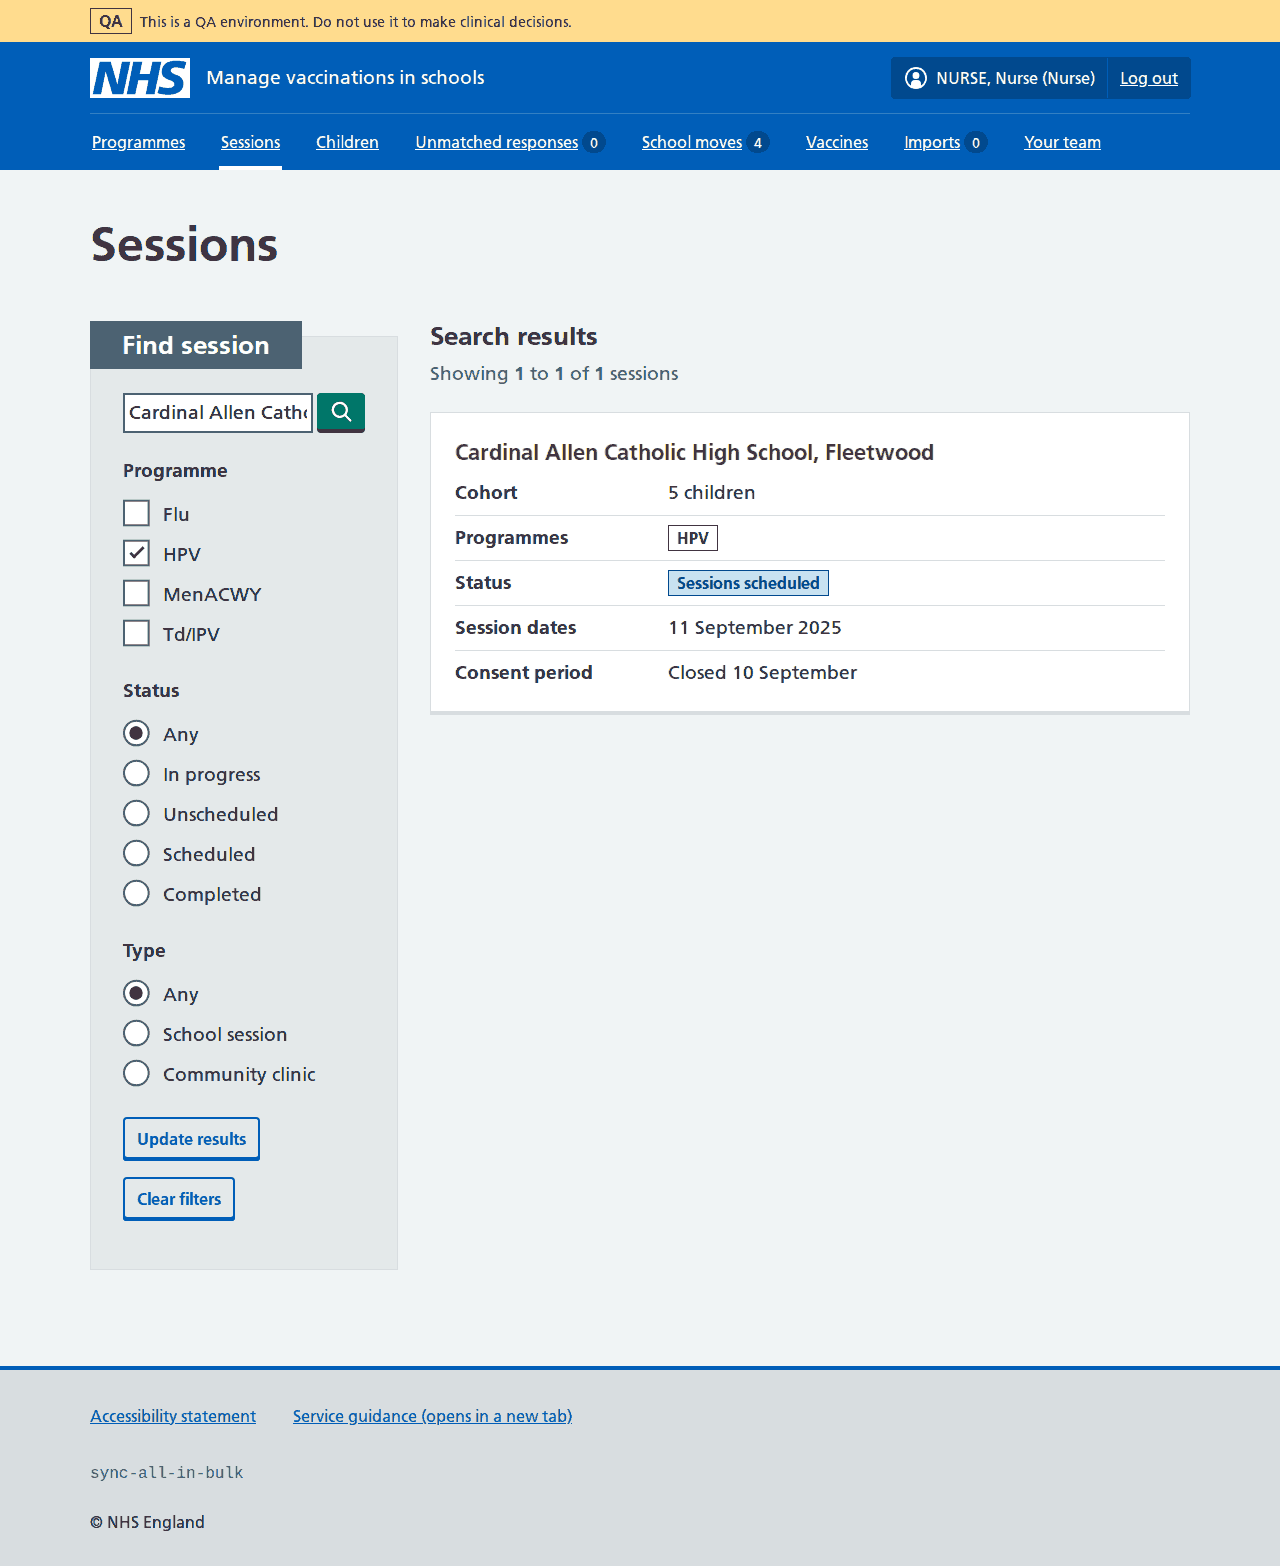 QA This is a QA environment. Do not use it to make clinical decisions.
NHS Manage vaccinations in schools NURSE, Nurse (Nurse) Log out
Programmes Sessions Children Unmatched responses 0 School moves 4 Vaccines Imports 0 Your team
Sessions
Find session
Cardinal Allen Catho
Programme
Flu
HPV
MenACWY
Td/IPV
Status
Any
In progress
Unscheduled
Scheduled
Completed
Type
Any
School session
Community clinic
Update results
Clear filters
Search results
Showing 1 to 1 of 1 sessions
Cardinal Allen Catholic High School, Fleetwood
Cohort 5 children
Programmes HPV
Status Sessions scheduled
Session dates 11 September 2025
Consent period Closed 10 September
Accessibility statement Service guidance (opens in a new tab)
sync-all-in-bulk
© NHS England